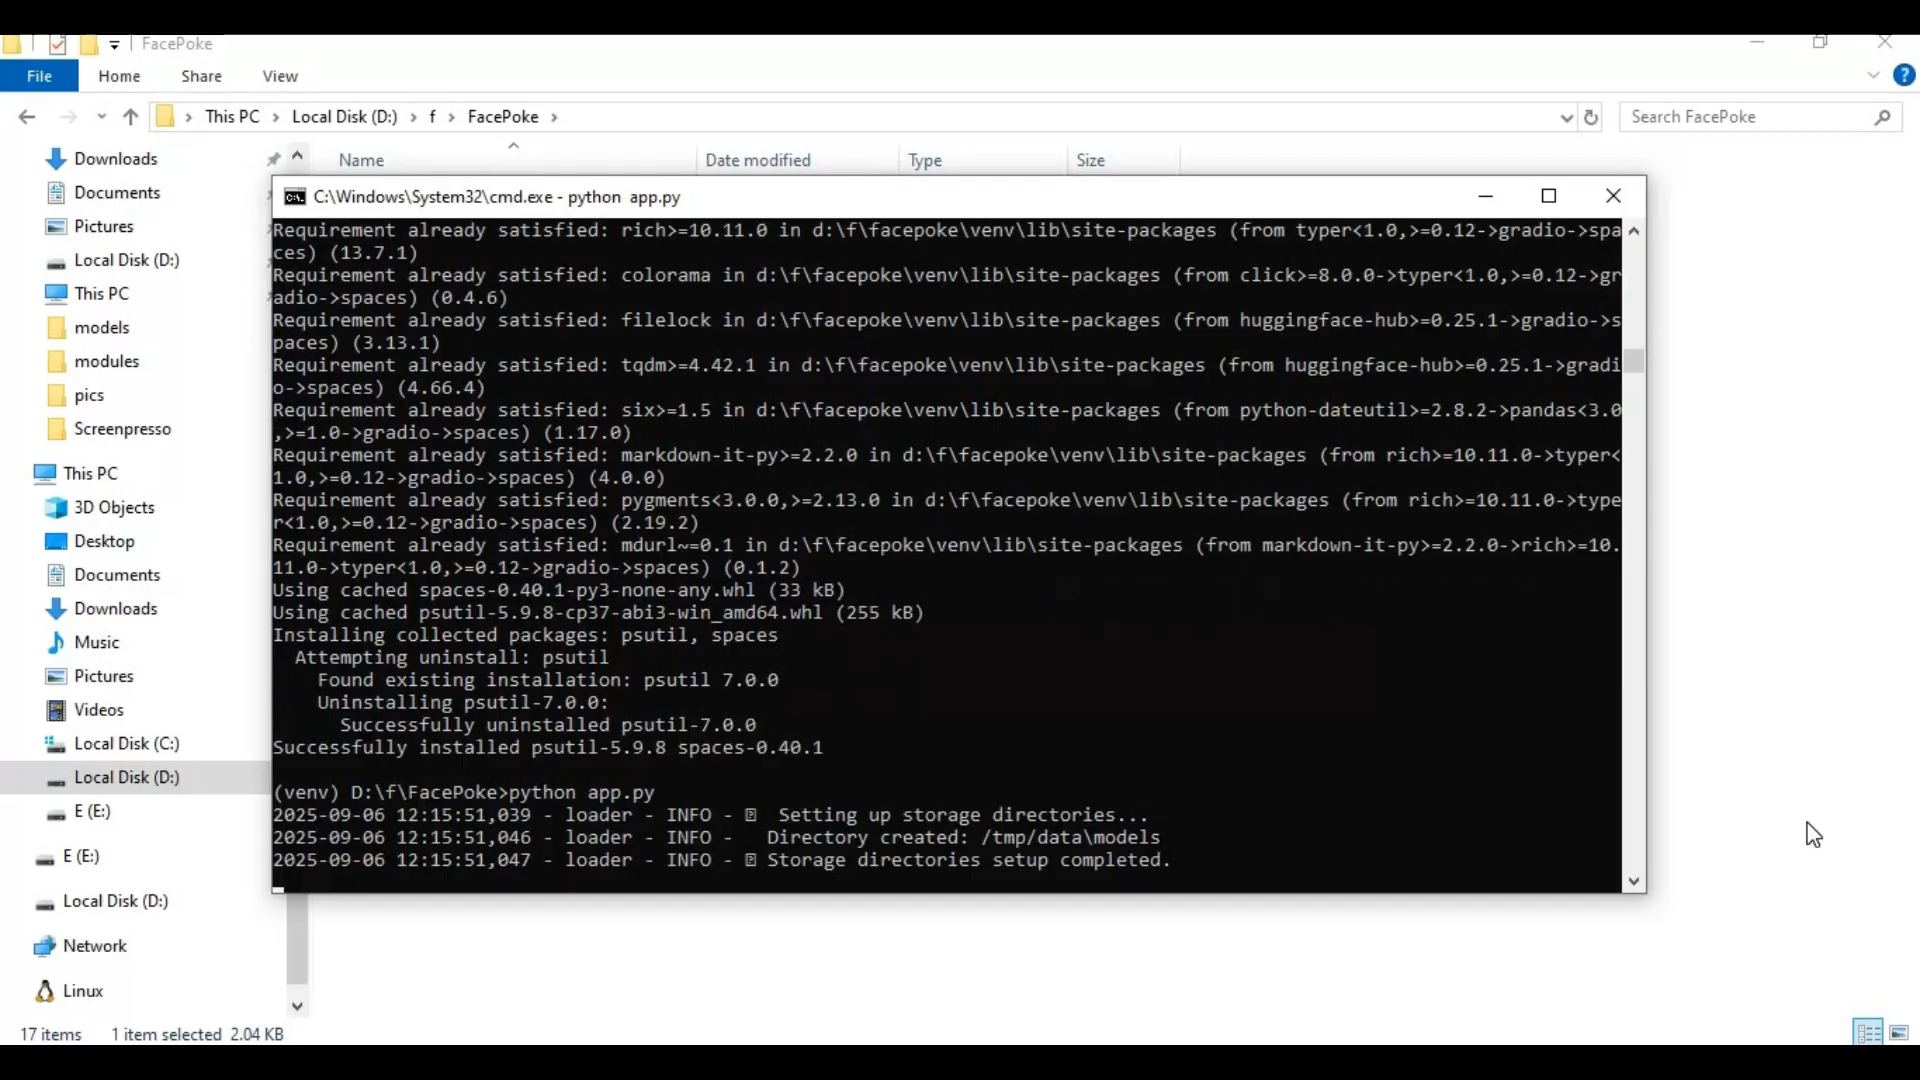 FacePoke
File Home Share View
This PC Local Disk (D:) f FacePoke
Search FacePoke
Name Date modified Type Size
Downloads
Documents
Pictures
Local Disk (D:)
This PC
models
modules
pics
Screenpresso
This PC
3D Objects
Desktop
Documents
Downloads
Music
Pictures
Videos
Local Disk (C:)
Local Disk (D:)
E (E:)
E (E:)
Local Disk (D:)
Network
Linux
17 items 1 item selected 2.04 KB
C:\Windows\System32\cmd.exe - python app.py
Requirement already satisfied: rich>=10.11.0 in d:\f\facepoke\venv\lib\site-packages (from typer<1.0,>=0.12->gradio->spa
ces) (13.7.1)
Requirement already satisfied: colorama in d:\f\facepoke\venv\lib\site-packages (from click>=8.0.0->typer<1.0,>=0.12->gr
adio->spaces) (0.4.6)
Requirement already satisfied: filelock in d:\f\facepoke\venv\lib\site-packages (from huggingface-hub>=0.25.1->gradio->s
paces) (3.13.1)
Requirement already satisfied: tqdm>=4.42.1 in d:\f\facepoke\venv\lib\site-packages (from huggingface-hub>=0.25.1->gradi
o->spaces) (4.66.4)
Requirement already satisfied: six>=1.5 in d:\f\facepoke\venv\lib\site-packages (from python-dateutil>=2.8.2->pandas<3.0
,>=1.0->gradio->spaces) (1.17.0)
Requirement already satisfied: markdown-it-py>=2.2.0 in d:\f\facepoke\venv\lib\site-packages (from rich>=10.11.0->typer<
1.0,>=0.12->gradio->spaces) (4.0.0)
Requirement already satisfied: pygments<3.0.0,>=2.13.0 in d:\f\facepoke\venv\lib\site-packages (from rich>=10.11.0->type
r<1.0,>=0.12->gradio->spaces) (2.19.2)
Requirement already satisfied: mdurl~=0.1 in d:\f\facepoke\venv\lib\site-packages (from markdown-it-py>=2.2.0->rich>=10.
11.0->typer<1.0,>=0.12->gradio->spaces) (0.1.2)
Using cached spaces-0.40.1-py3-none-any.whl (33 kB)
Using cached psutil-5.9.8-cp37-abi3-win_amd64.whl (255 kB)
Installing collected packages: psutil, spaces
Attempting uninstall: psutil
Found existing installation: psutil 7.0.0
Uninstalling psutil-7.0.0:
Successfully uninstalled psutil-7.0.0
Successfully installed psutil-5.9.8 spaces-0.40.1
(venv) D:\f\FacePoke>python app.py
2025-09-06 12:15:51,039 - loader - INFO - Setting up storage directories...
2025-09-06 12:15:51,046 - loader - INFO - Directory created: /tmp/data\models
2025-09-06 12:15:51,047 - loader - INFO - Storage directories setup completed.